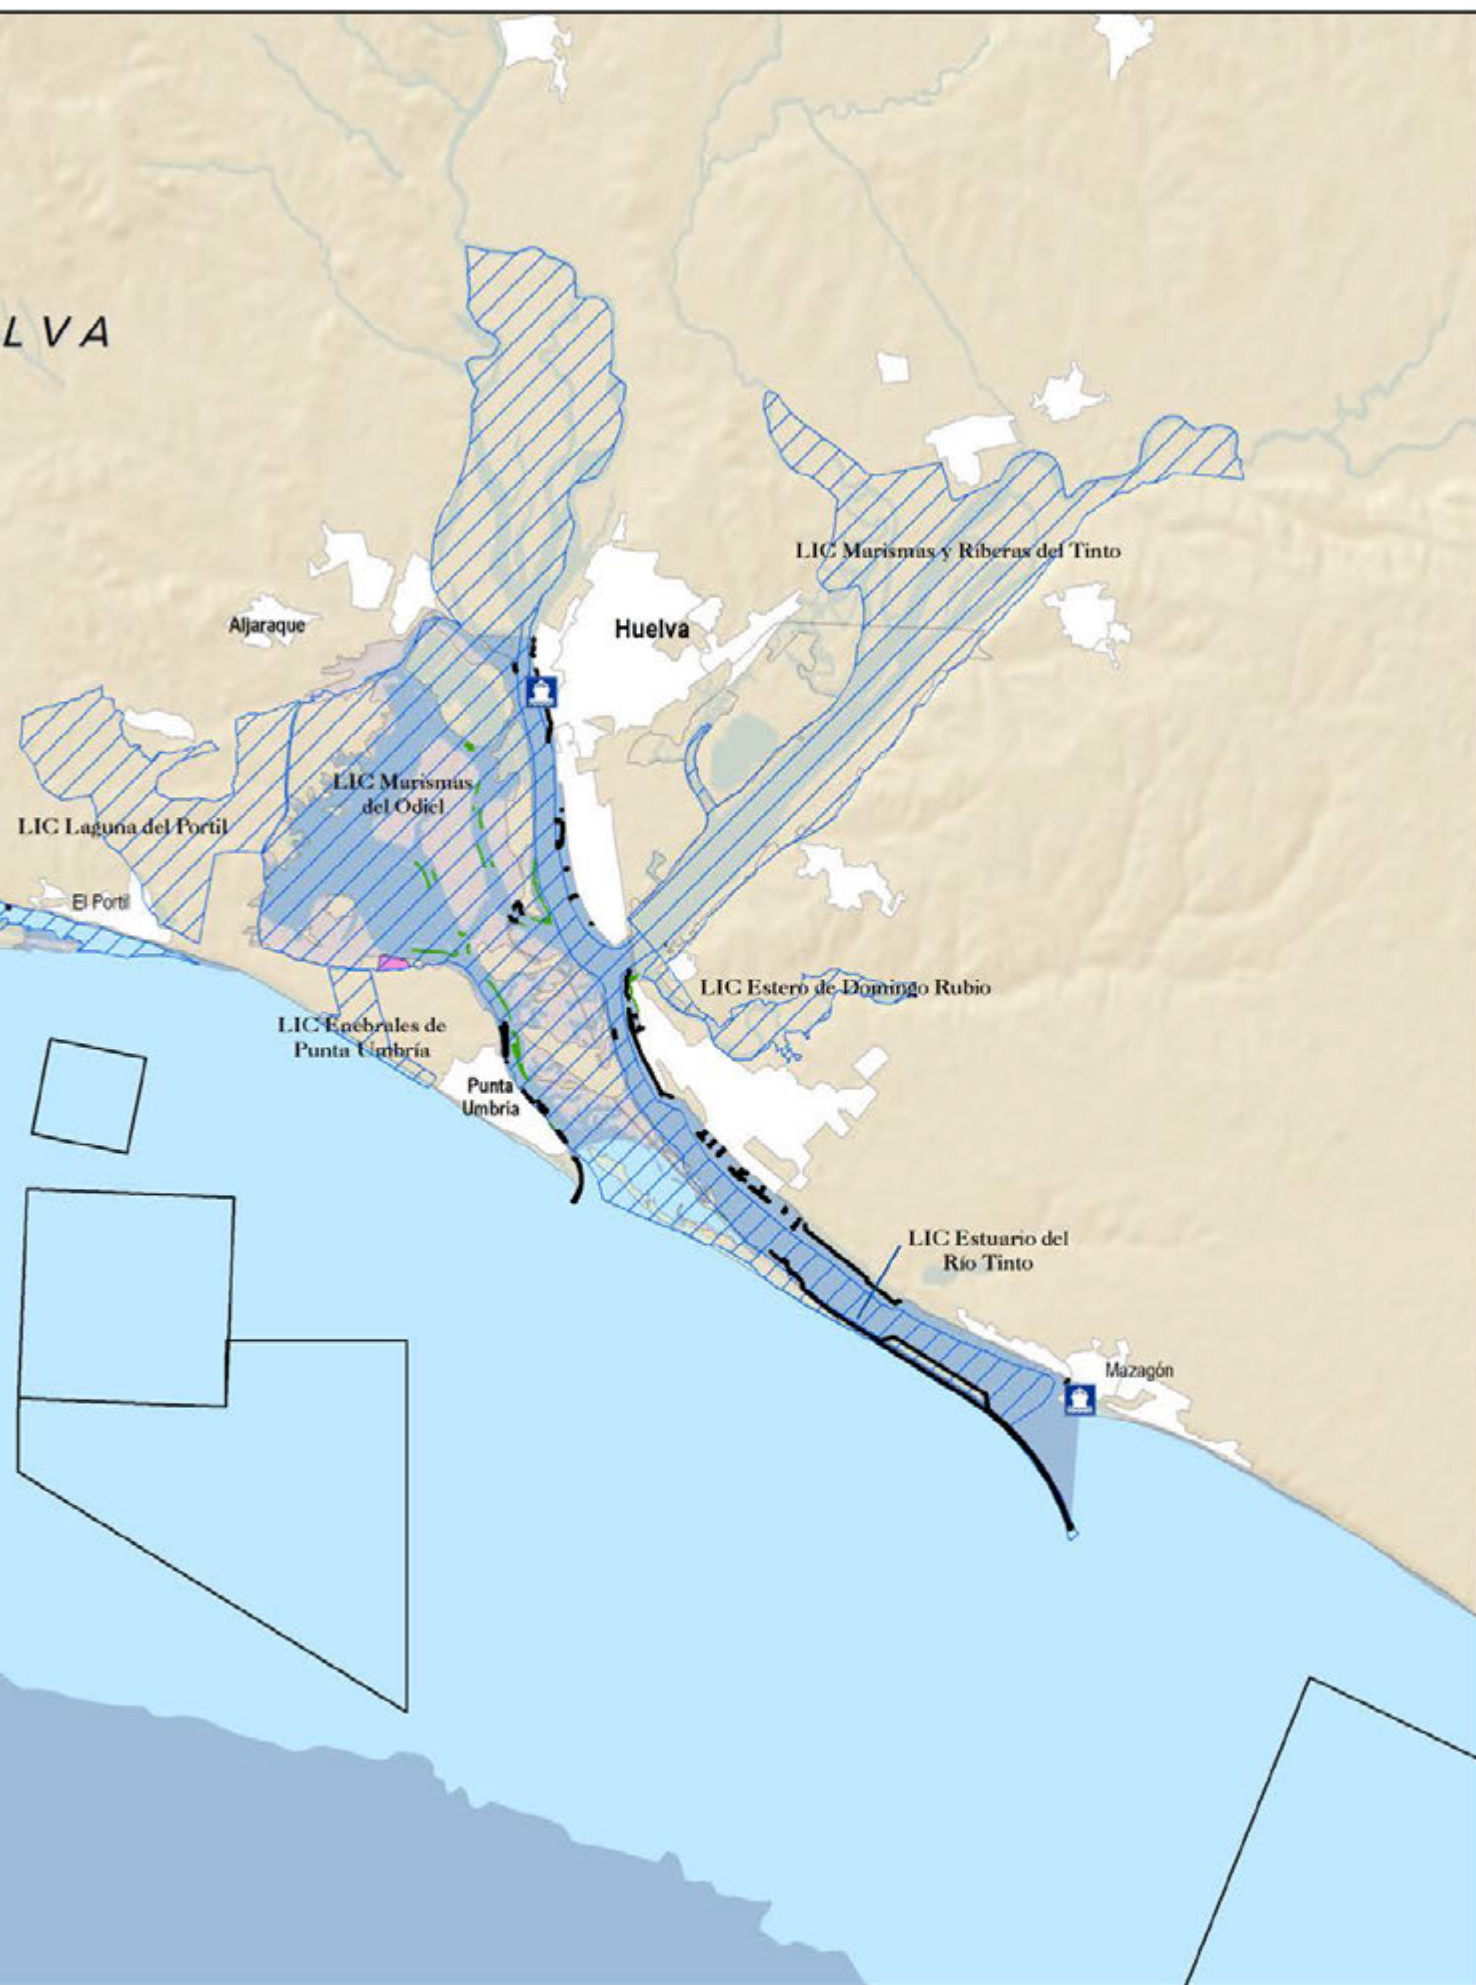 LVA
LIC Marismas y Riberas del Tinto
Aljaraque
Huelva
LIC Marismas
del Odiel
LIC Laguna del Portil
El Portil
LIC Estero de Domingo Rubio
LIC Enebrales de
Punta Umbría
Punta
Umbria
LIC Estuario del
Río Tinto
Mazagón